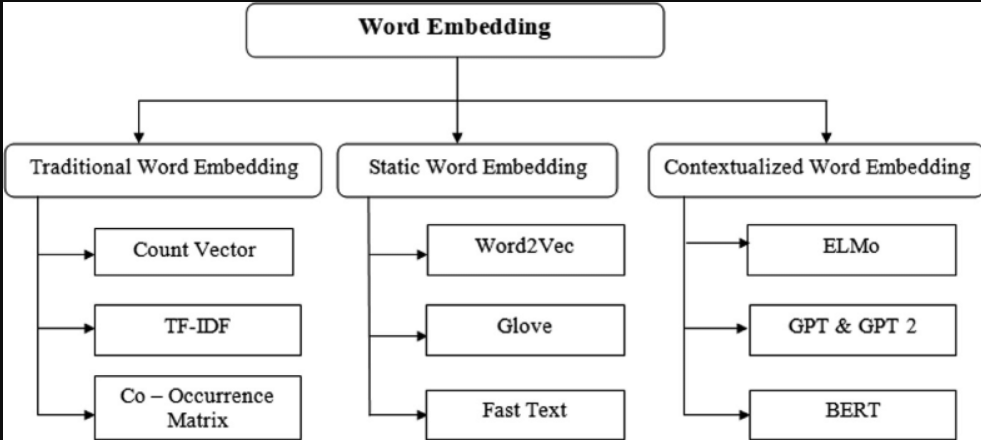 Word Embedding
Traditional Word Embedding
Static Word Embedding
Contextualized Word Embedding
Count Vector
Word2Vec
ELMo
TF-IDF
Glove
GPT & GPT 2
Co – Occurrence
Matrix
Fast Text
BERT